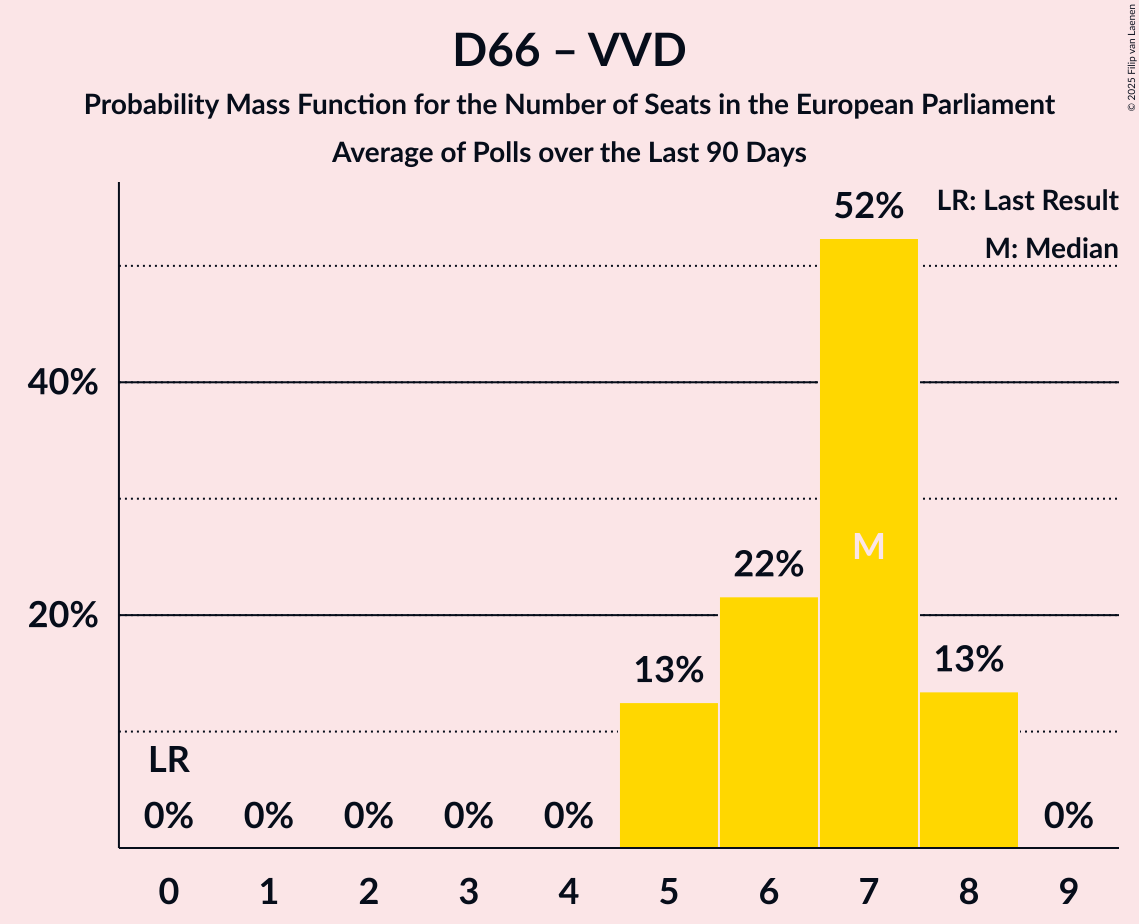 D66 – VVD
Probability Mass Function for the Number of Seats in the European Parliament
Average of Polls over the Last 90 Days
© 2025 Filip van Laenen
LR: Last Result
M: Median
52%
40%
22%
M
20%
13%
13%
LR
0%
0%
0%
0%
0%
0%
0 1 2 3 4 5 6 7 8 9